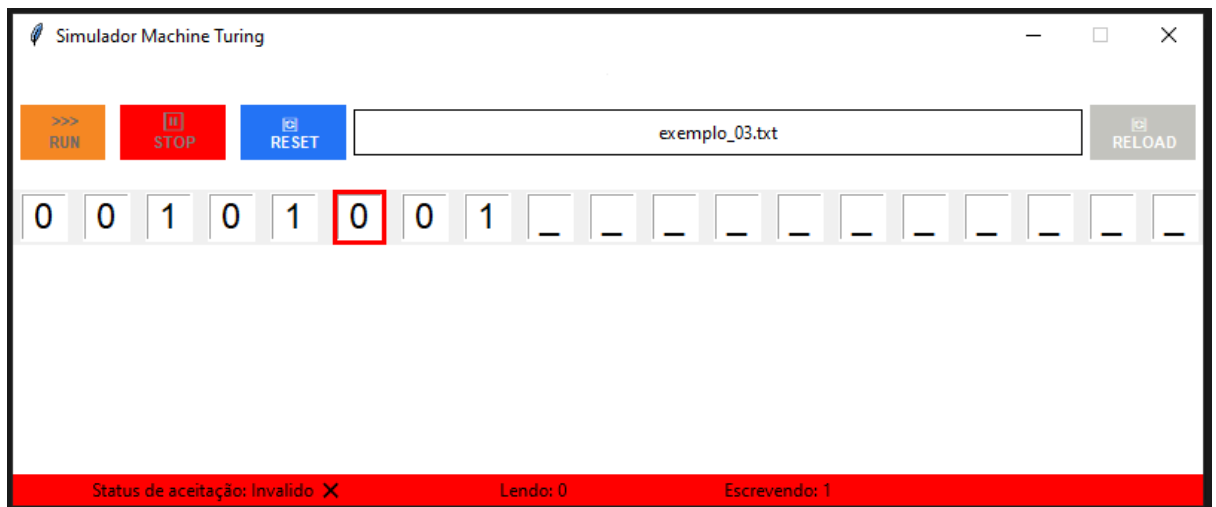 Simulador Machine Turing
>>> RUN
STOP
RESET
exemplo_03.txt
RELOAD
0 0 1 0 1 0 0 1 _ _ _ _ _ _ _ _ _ _ _
Status de aceitação: Invalido ✕ Lendo: 0 Escrevendo: 1